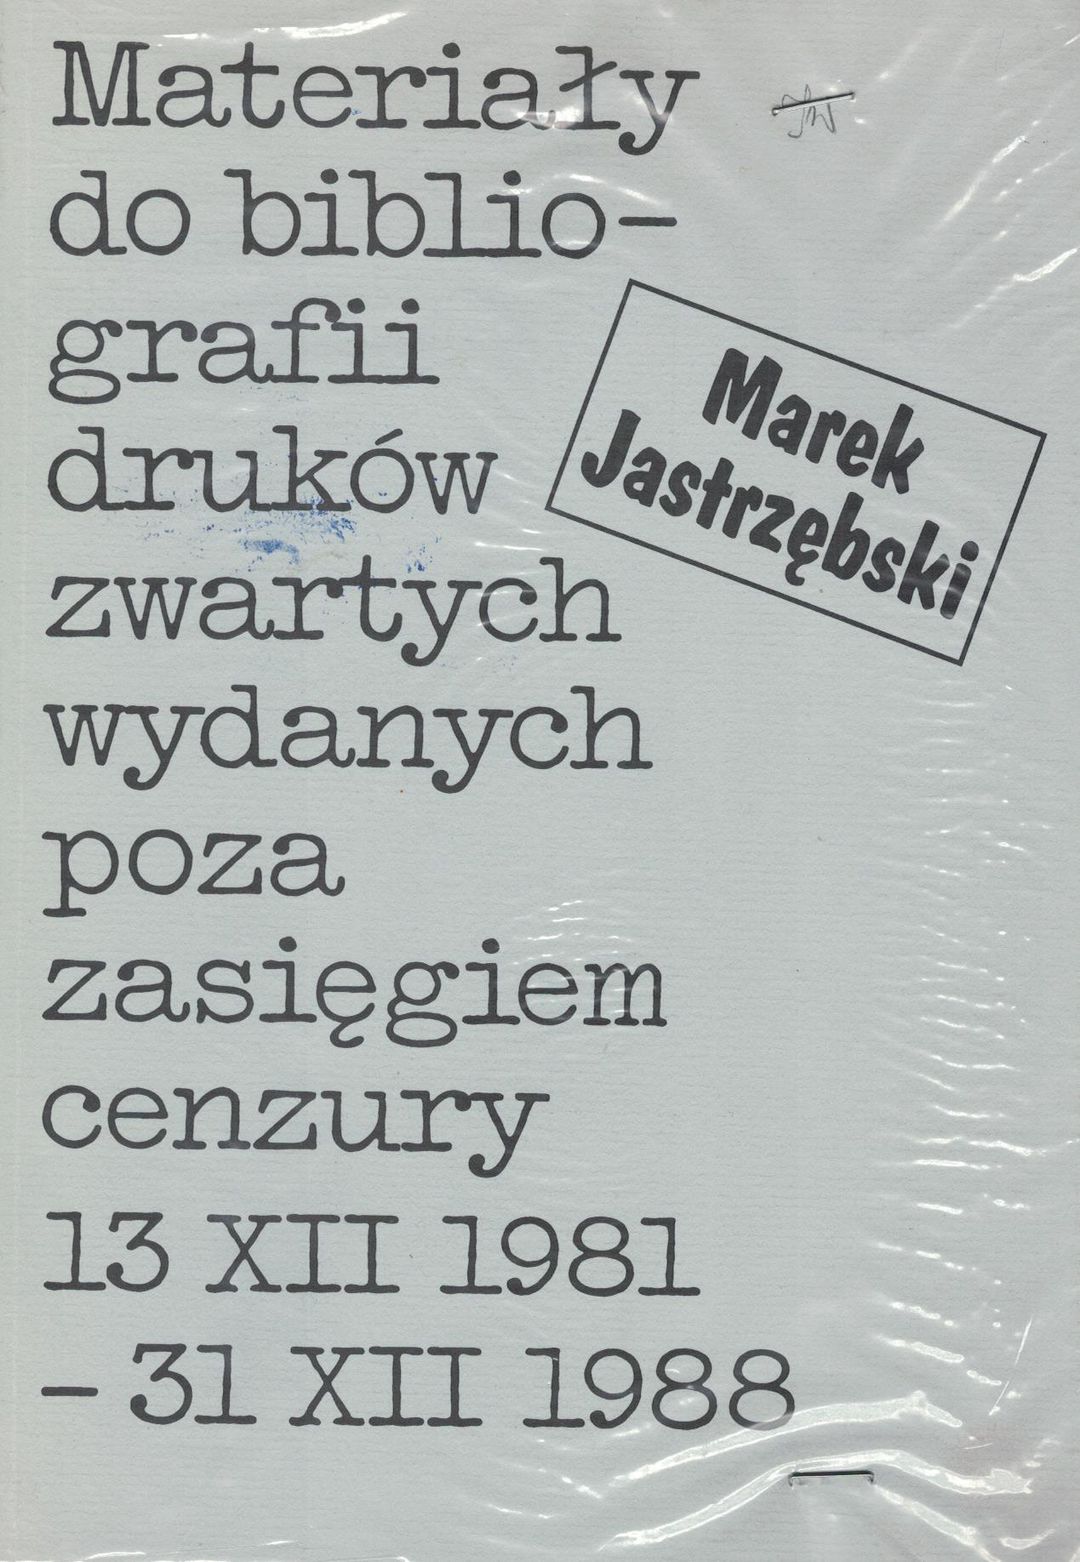 Materiały
do biblio-
grafii
druków
zwartych
wydanych
poza
zasięgiem
cenzury
13 XII 1981
– 31 XII 1988
Marek
Jastrzębski